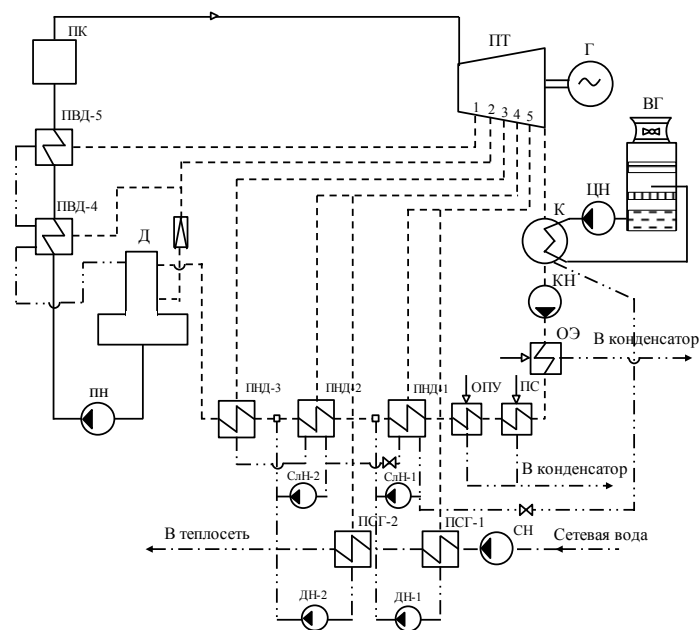 ПК
ПТ
Г
ПВД-5
1
2
3
4
5
ВГ
ЦН
К
ПВД-4
Д
КН
ОЭ
В конденсатор
ПН
ПНД-3
ПНД-2
ПНД-1
ОПУ
ПС
В конденсатор
СлН-2
СлН-1
ПСГ-2
ПСГ-1
СН
В теплосеть
Сетевая вода
ДН-2
ДН-1